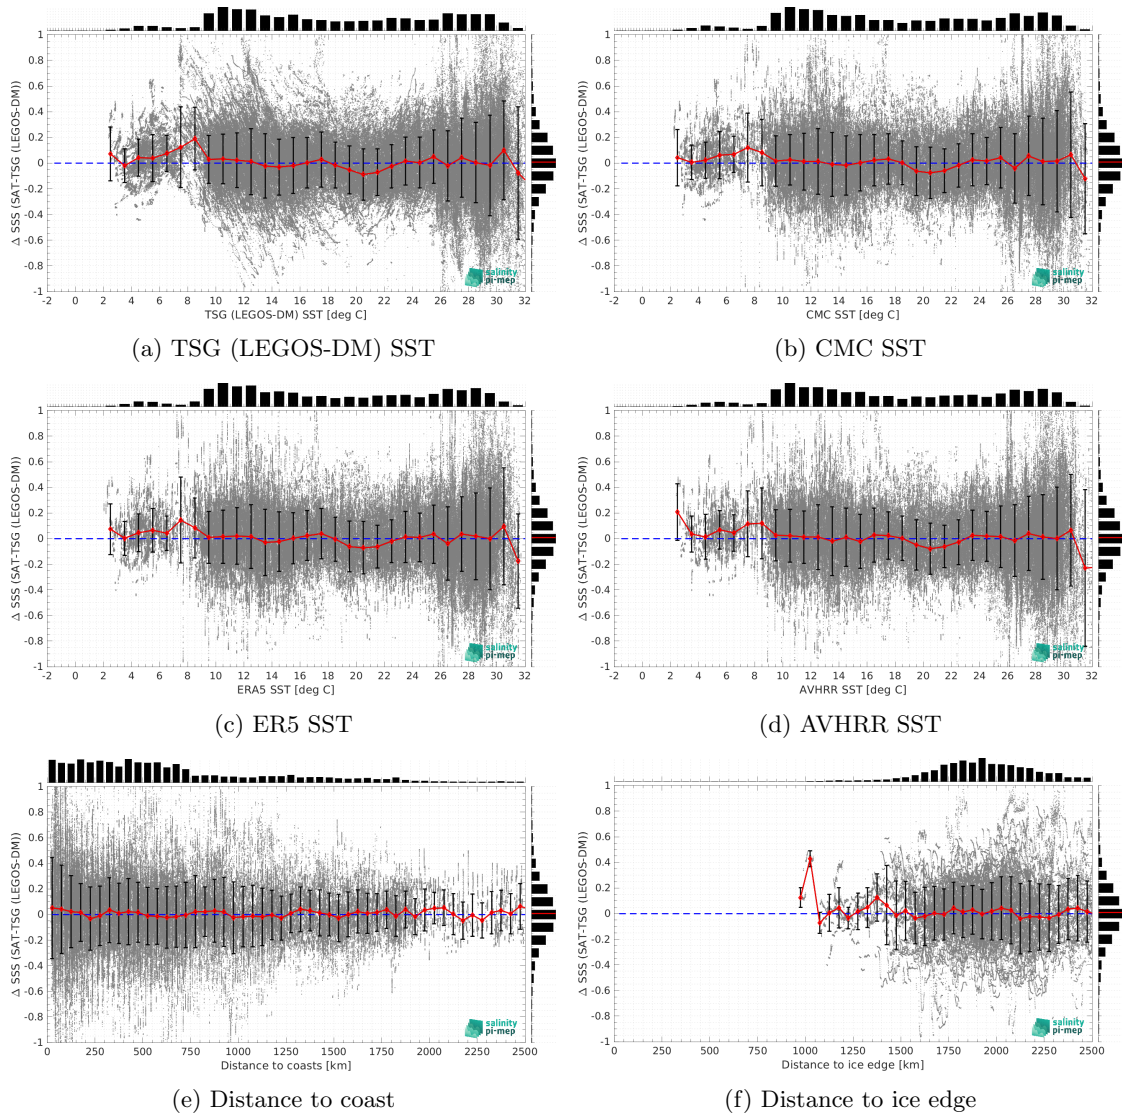 1
0.8
0.6
0.4
0.2
0
-0.2
-0.4
-0.6
-0.8
-1
Δ SSS (SAT-TSG (LEGOS-DM))
salinity
pi-mep
-2 0 2 4 6 8 10 12 14 16 18 20 22 24 26 28 30 32
TSG (LEGOS-DM) SST [deg C]
(a) TSG (LEGOS-DM) SST
1
0.8
0.6
0.4
0.2
0
-0.2
-0.4
-0.6
-0.8
-1
Δ SSS (SAT-TSG (LEGOS-DM))
salinity
pi-mep
-2 0 2 4 6 8 10 12 14 16 18 20 22 24 26 28 30 32
CMC SST [deg C]
(b) CMC SST
1
0.8
0.6
0.4
0.2
0
-0.2
-0.4
-0.6
-0.8
-1
Δ SSS (SAT-TSG (LEGOS-DM))
salinity
pi-mep
-2 0 2 4 6 8 10 12 14 16 18 20 22 24 26 28 30 32
ERA5 SST [deg C]
(c) ER5 SST
1
0.8
0.6
0.4
0.2
0
-0.2
-0.4
-0.6
-0.8
-1
Δ SSS (SAT-TSG (LEGOS-DM))
salinity
pi-mep
-2 0 2 4 6 8 10 12 14 16 18 20 22 24 26 28 30 32
AVHRR SST [deg C]
(d) AVHRR SST
1
0.8
0.6
0.4
0.2
0
-0.2
-0.4
-0.6
-0.8
-1
Δ SSS (SAT-TSG (LEGOS-DM))
salinity
pi-mep
0 250 500 750 1000 1250 1500 1750 2000 2250 2500
Distance to coasts [km]
(e) Distance to coast
1
0.8
0.6
0.4
0.2
0
-0.2
-0.4
-0.6
-0.8
-1
Δ SSS (SAT-TSG (LEGOS-DM))
salinity
pi-mep
0 250 500 750 1000 1250 1500 1750 2000 2250 2500
Distance to ice edge [km]
(f) Distance to ice edge